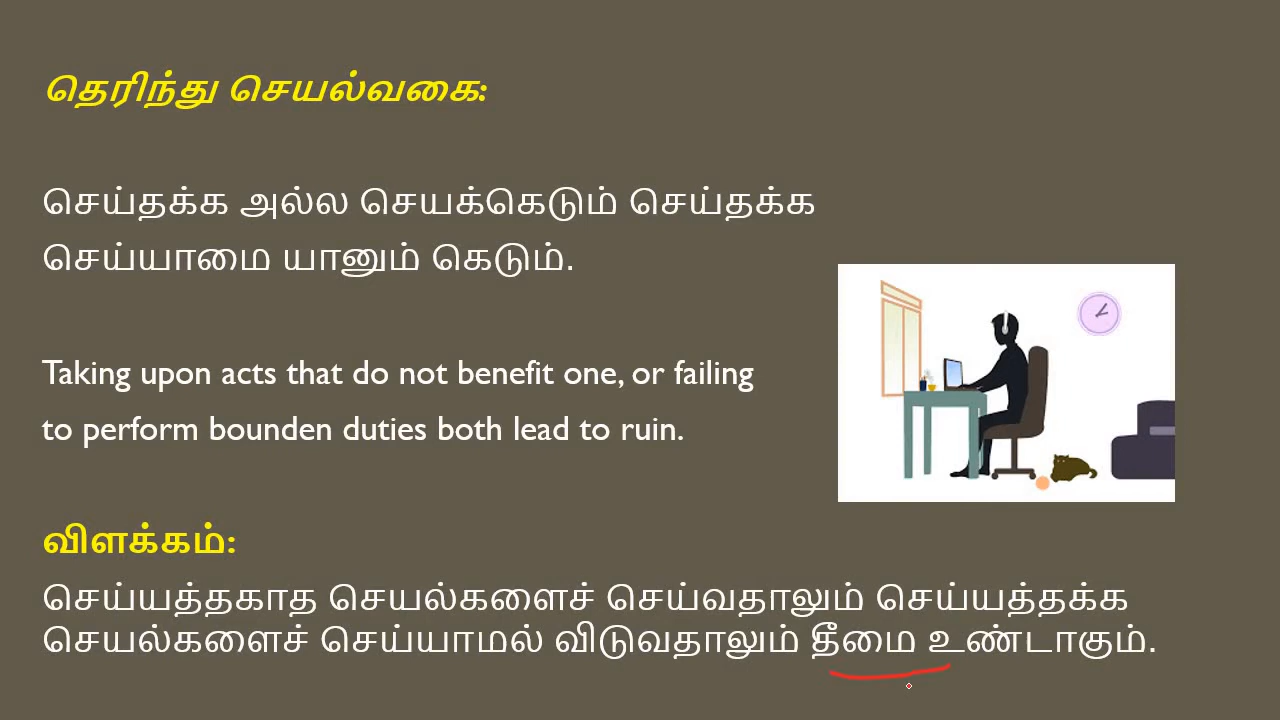 தெரிந்து செயல்வகை:
செய்தக்க அல்ல செயக்கெடும் செய்தக்க
செய்யாமை யானும் கெடும்.
Taking upon acts that do not benefit one, or failing
to perform bounden duties both lead to ruin.
விளக்கம்:
செய்யத்தகாத செயல்களைச் செய்வதாலும் செய்யத்தக்க
செயல்களைச் செய்யாமல் விடுவதாலும் தீமை உண்டாகும்.